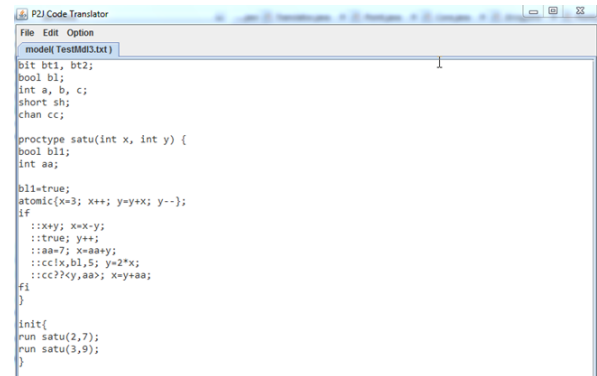 P2J Code Translator
File Edit Option
model( TestMdl3.txt )
bit bt1, bt2;
bool bl;
int a, b, c;
short sh;
chan cc;
proctype satu(int x, int y) {
bool bl1;
int aa;
bl1=true;
atomic{x=3; x++; y=y+x; y--};
if
::x+y; x=x-y;
::true; y++;
::aa=7; x=aa+y;
::cc!x,bl,5; y=2*x;
::cc??<y,aa>; x=y+aa;
fi
}
init{
run satu(2,7);
run satu(3,9);
}